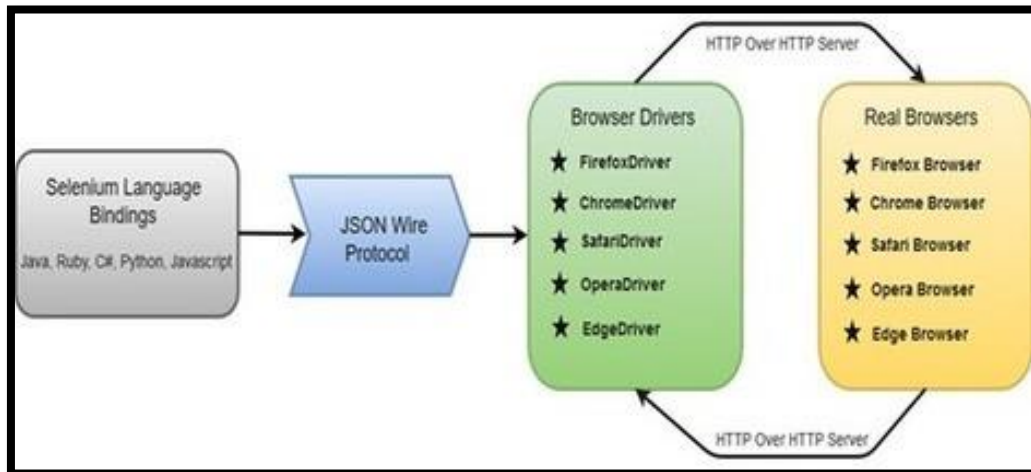 HTTP Over HTTP Server
Selenium Language
Bindings
Java, Ruby, C#, Python, Javascript
JSON Wire
Protocol
Browser Drivers
FirefoxDriver
ChromeDriver
SafariDriver
OperaDriver
EdgeDriver
Real Browsers
Firefox Browser
Chrome Browser
Safari Browser
Opera Browser
Edge Browser
HTTP Over HTTP Server